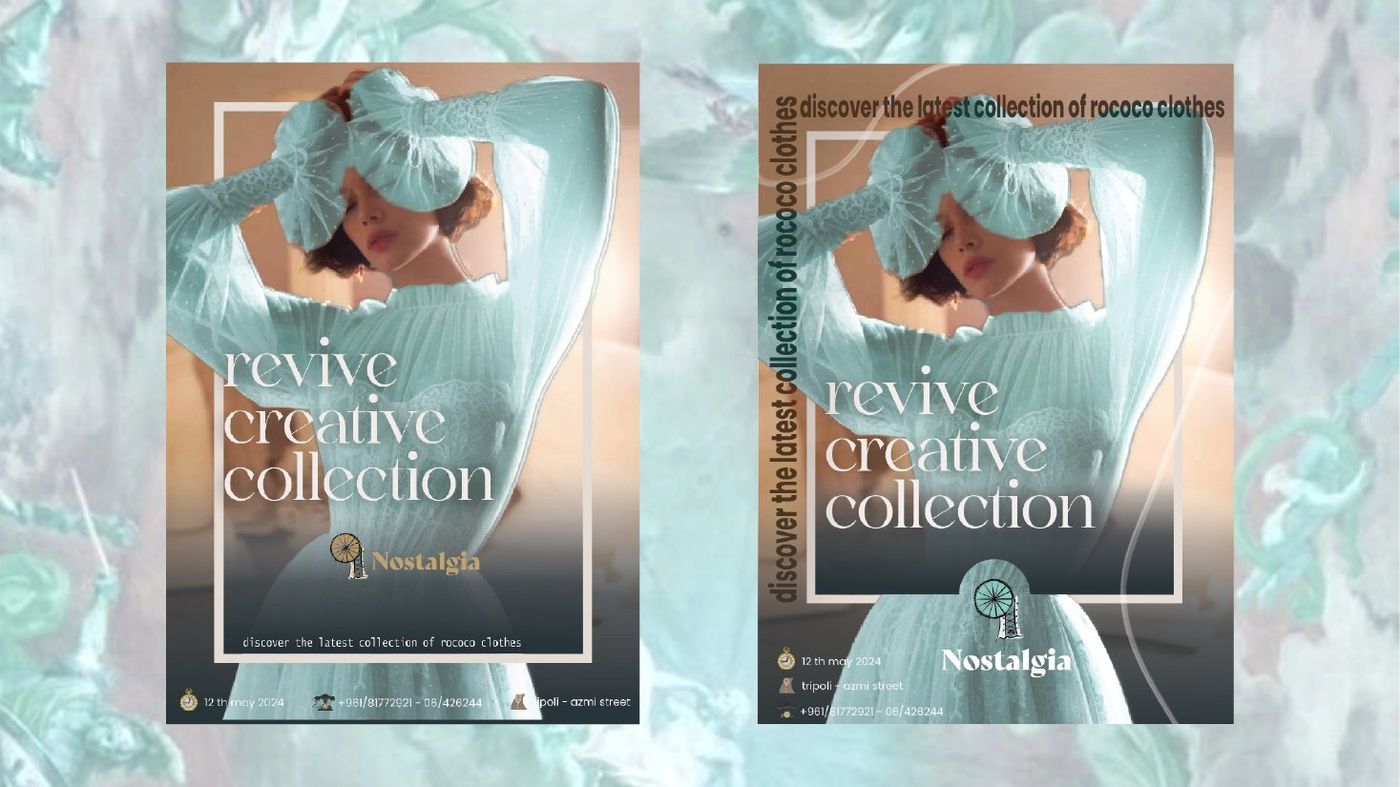 revive
creative
collection
Nostalgia
discover the latest collection of rococo clothes
12 th may 2024
+961/81772921 - 06/426244
tripoli - azmi street
discover the latest collection of rococo clothes
discover the latest collection of rococo clothes
revive
creative
collection
Nostalgia
12 th may 2024
tripoli - azmi street
+961/81772921 - 06/426244